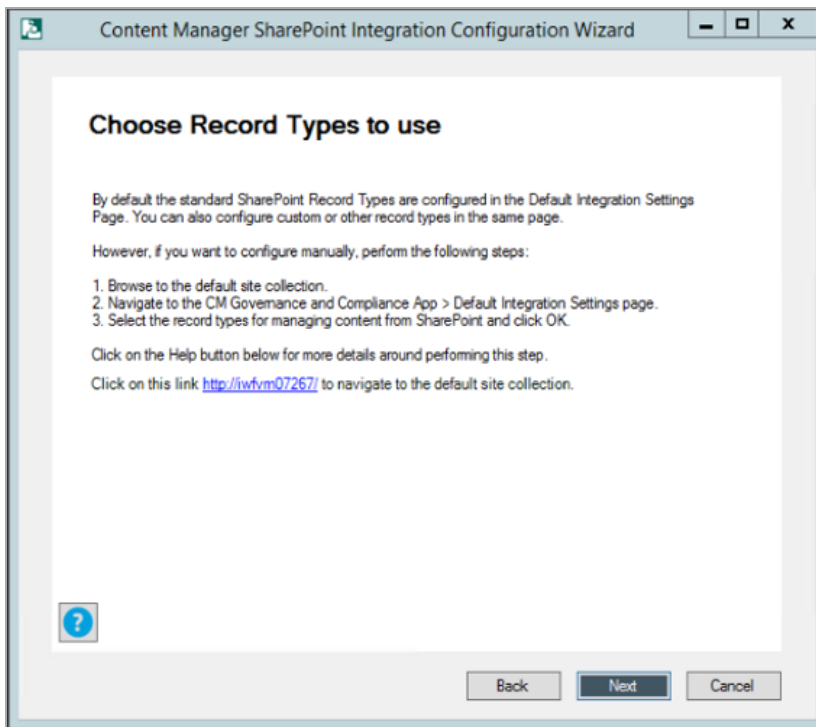 Content Manager SharePoint Integration Configuration Wizard
Choose Record Types to use
By default the standard SharePoint Record Types are configured in the Default Integration Settings
Page. You can also configure custom or other record types in the same page.
However, if you want to configure manually, perform the following steps:
1. Browse to the default site collection.
2. Navigate to the CM Governance and Compliance App > Default Integration Settings page.
3. Select the record types for managing content from SharePoint and click OK.
Click on the Help button below for more details around performing this step.
Click on this link http://iwfvm07267/ to navigate to the default site collection.
?
Back Next Cancel